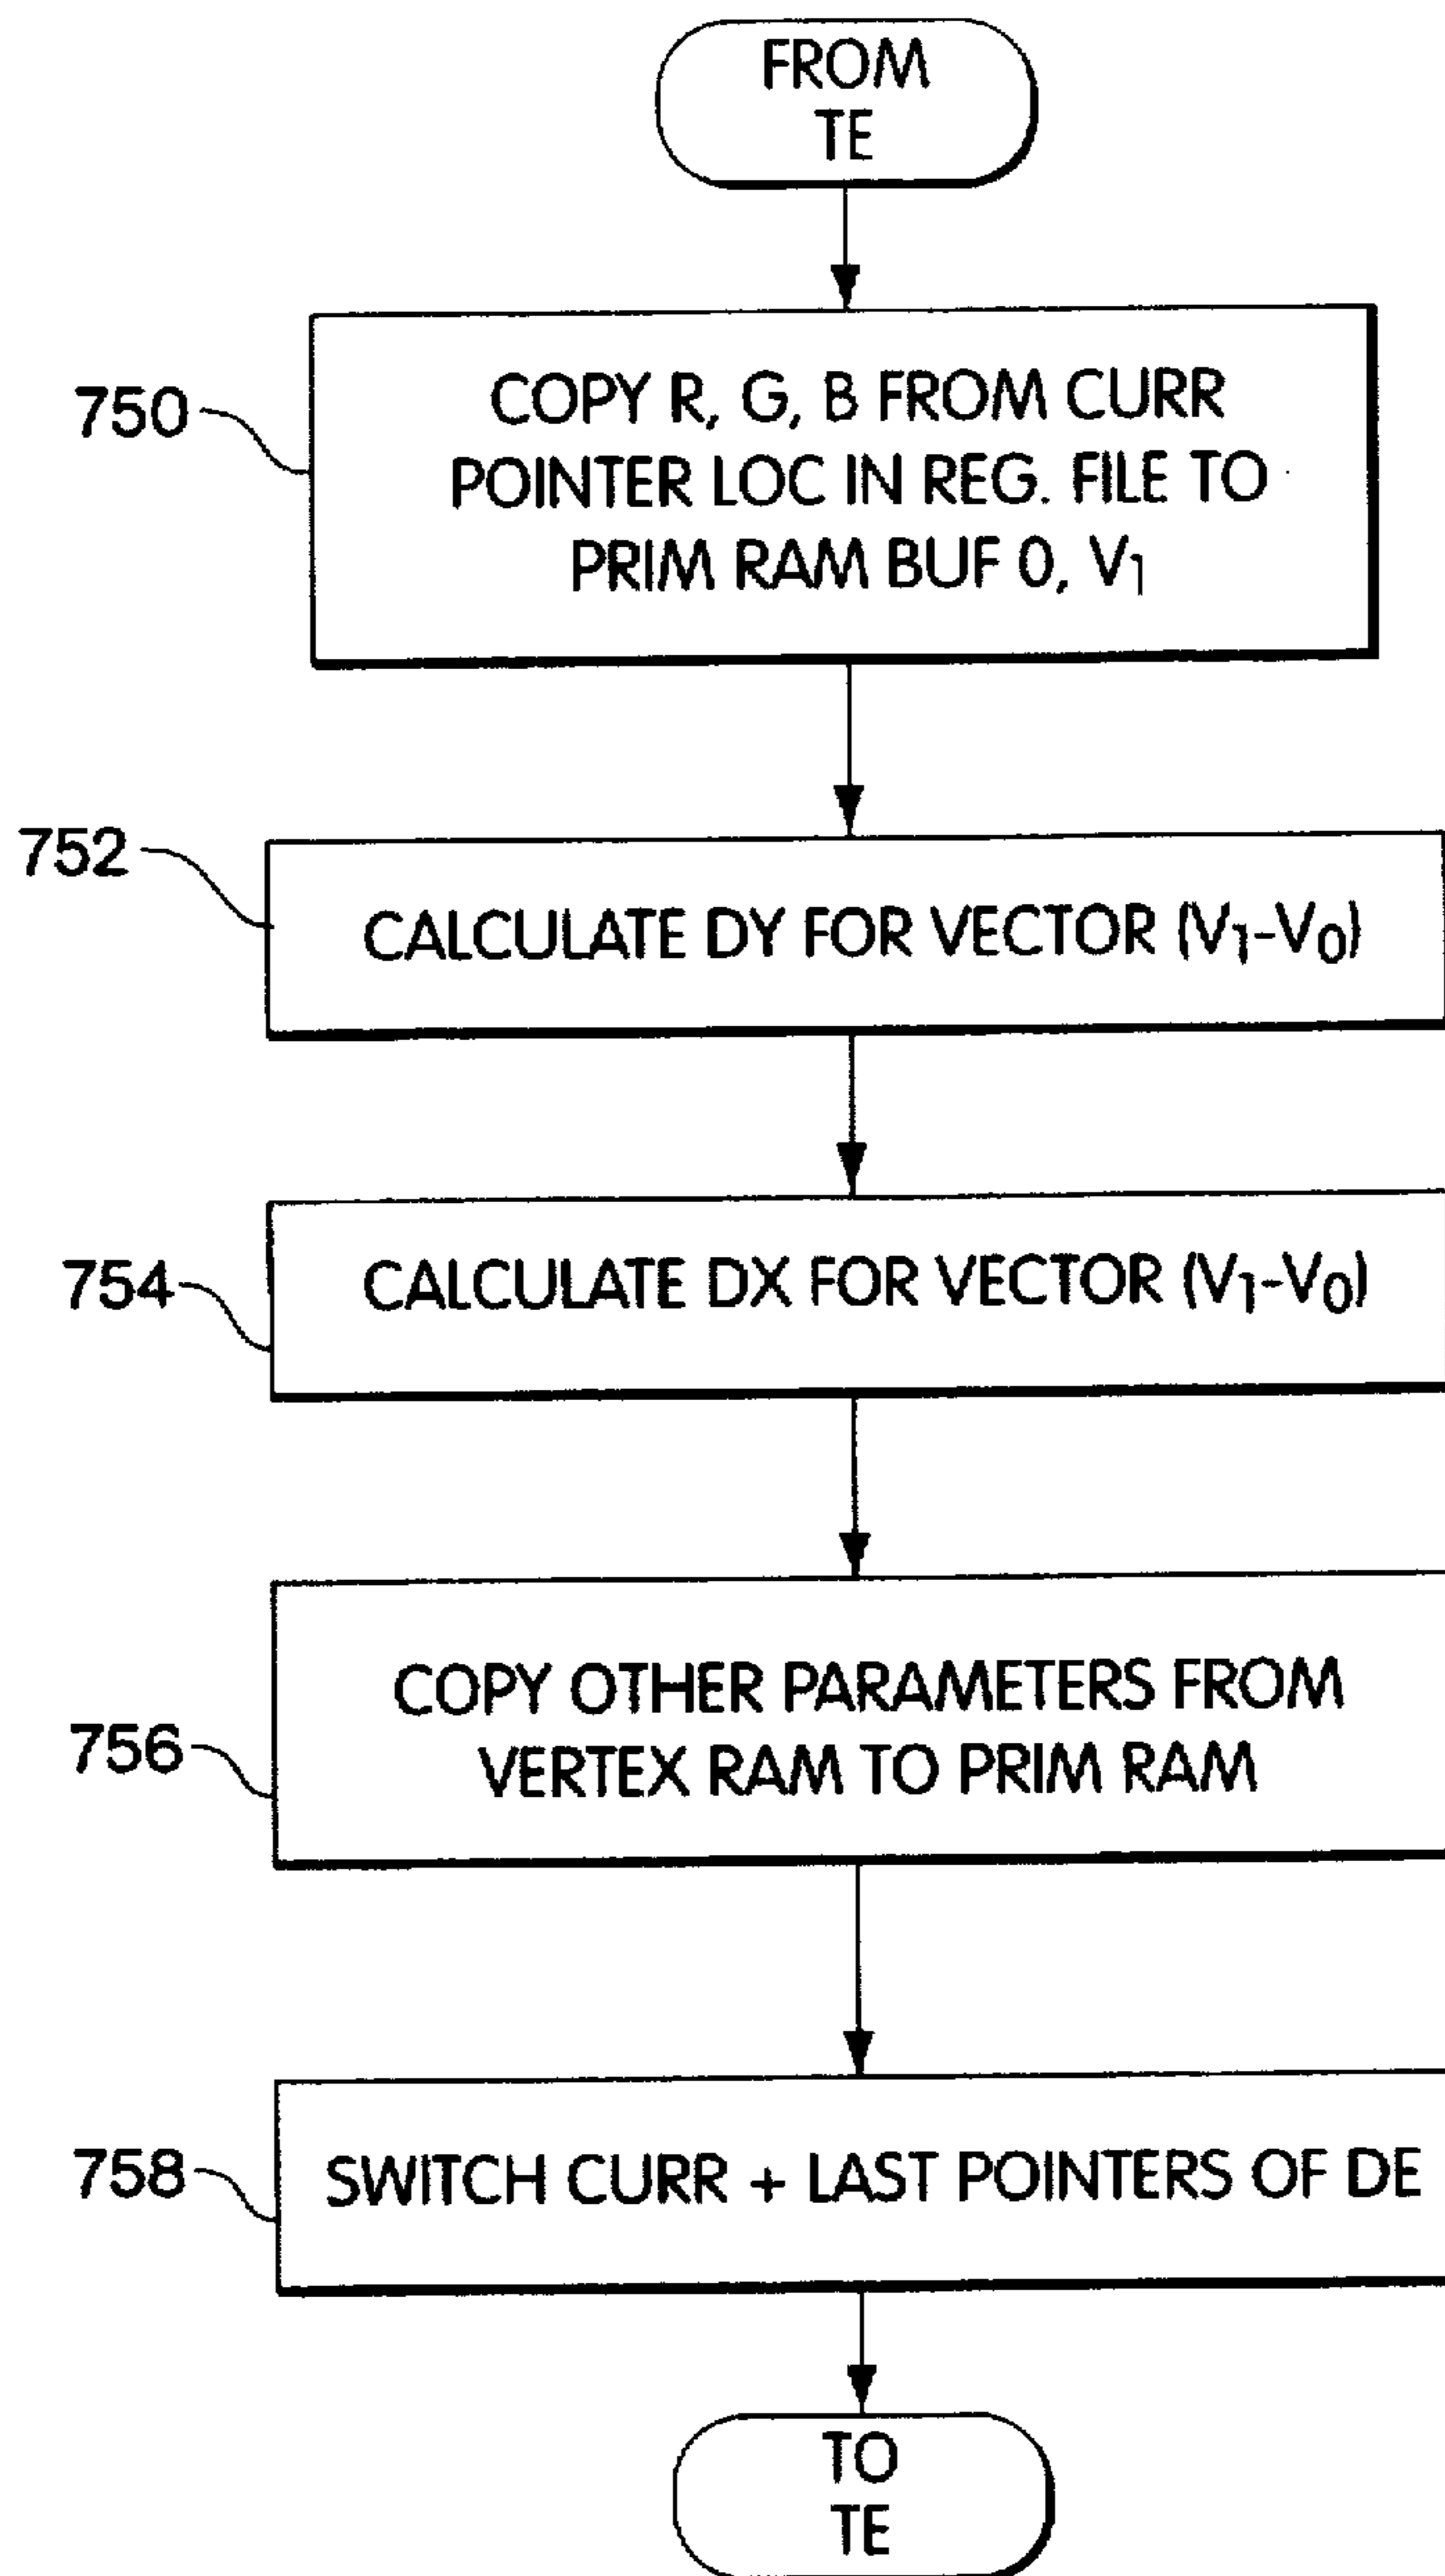 FROM
TE
750
COPY R, G, B FROM CURR
POINTER LOC IN REG. FILE TO
PRIM RAM BUF 0, V₁
752
CALCULATE DY FOR VECTOR (V₁-V₀)
754
CALCULATE DX FOR VECTOR (V₁-V₀)
756
COPY OTHER PARAMETERS FROM
VERTEX RAM TO PRIM RAM
758
SWITCH CURR + LAST POINTERS OF DE
TO
TE